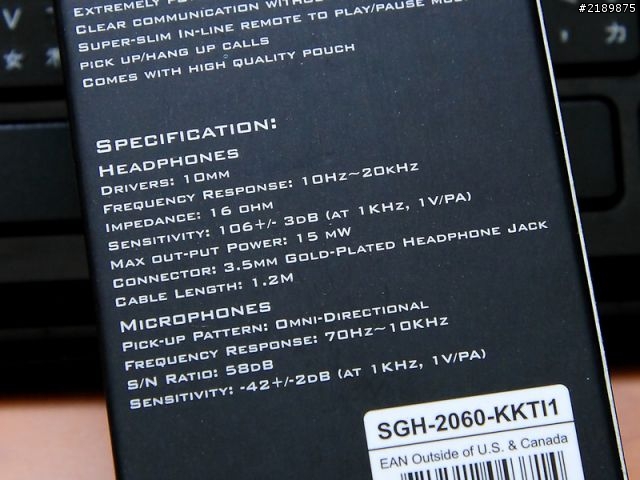 #2189875
EXTREMELY
CLEAR COMMUNICATION WITHOUT
SUPER-SLIM IN-LINE REMOTE TO PLAY/PAUSE
PICK UP/HANG UP CALLS
COMES WITH HIGH QUALITY POUCH
SPECIFICATION:
HEADPHONES
DRIVERS: 10MM
FREQUENCY RESPONSE: 10HZ~20KHZ
IMPEDANCE: 16 OHM
SENSITIVITY: 106+/- 3DB (AT 1KHZ, 1V/PA)
MAX OUT-PUT POWER: 15 MW
CONNECTOR: 3.5MM GOLD-PLATED HEADPHONE JACK
CABLE LENGTH: 1.2M
MICROPHONES
PICK-UP PATTERN: OMNI-DIRECTIONAL
FREQUENCY RESPONSE: 70HZ~10KHZ
S/N RATIO: 58DB
SENSITIVITY: -42+/-2DB (AT 1KHZ, 1V/PA)
SGH-2060-KKTI1
EAN Outside of U.S. & Canada
V
女
力